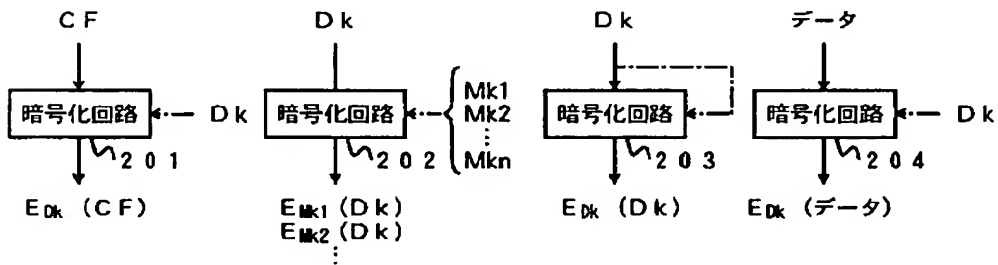 CF
暗号化回路
Dk
201
EDk (CF)
Dk
暗号化回路
Mk1
Mk2
⋮
Mkn
202
EMk1 (Dk)
EMk2 (Dk)
⋮
Dk
暗号化回路
203
EDk (Dk)
データ
暗号化回路
Dk
204
EDk (データ)